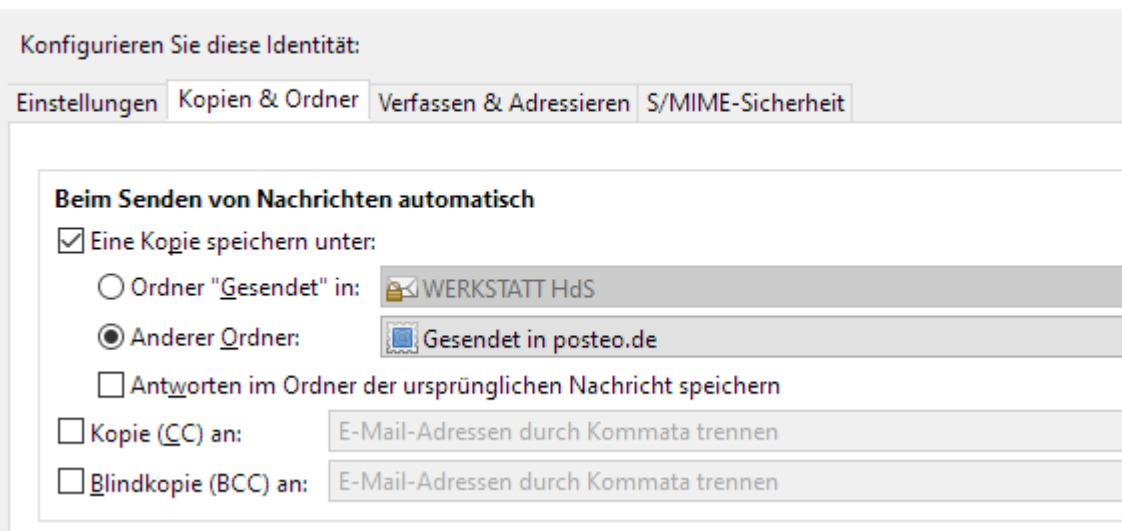 Konfigurieren Sie diese Identität:
Einstellungen Kopien & Ordner Verfassen & Adressieren S/MIME-Sicherheit
Beim Senden von Nachrichten automatisch
Eine Kopie speichern unter:
Ordner "Gesendet" in: WERKSTATT HdS
Anderer Ordner: Gesendet in posteo.de
Antworten im Ordner der ursprünglichen Nachricht speichern
Kopie (CC) an: E-Mail-Adressen durch Kommata trennen
Blindkopie (BCC) an: E-Mail-Adressen durch Kommata trennen